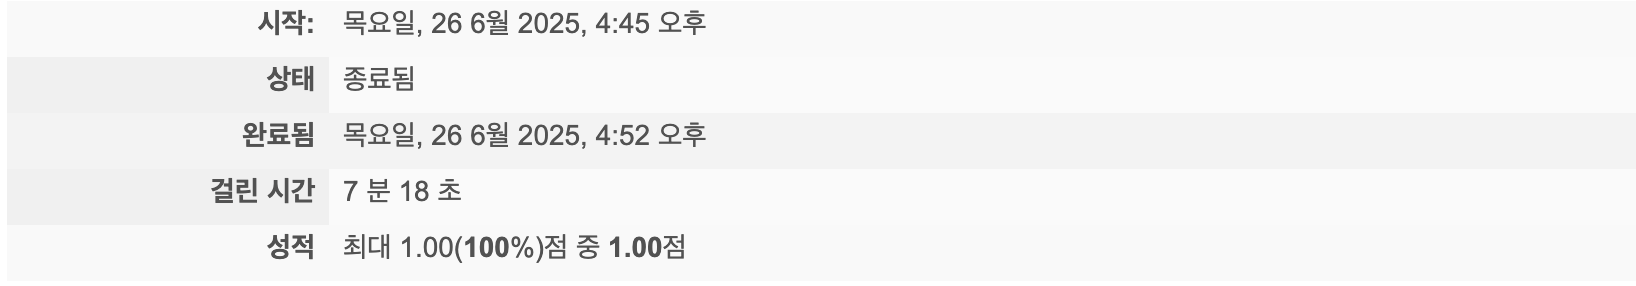 시작: 목요일, 26 6월 2025, 4:45 오후
상태 종료됨
완료됨 목요일, 26 6월 2025, 4:52 오후
걸린 시간 7 분 18 초
성적 최대 1.00(100%)점 중 1.00점